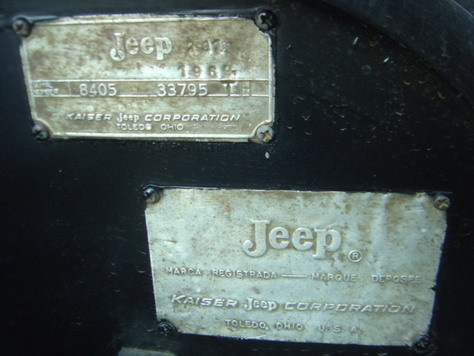 Jeep
8405 33795
KAISER Jeep CORPORATION
TOLEDO OHIO
Jeep ®
MARCA REGISTRADA — MARQUE DEPOSEE
KAISER Jeep CORPORATION
TOLEDO, OHIO U.S.A.